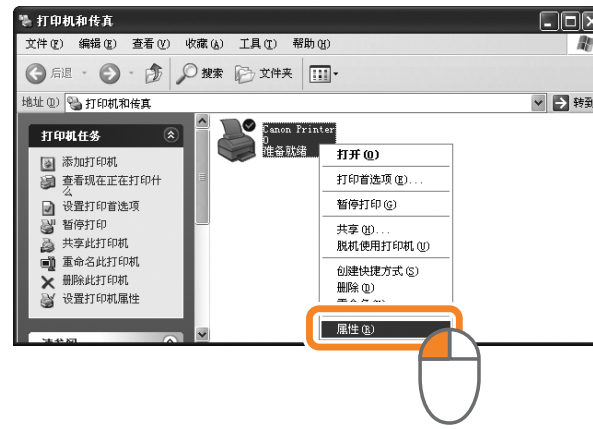 打印机和传真
文件(F) 编辑(E) 查看(V) 收藏(A) 工具(T) 帮助(H)
后退 搜索 文件夹
地址(D) 打印机和传真 转到
打印机任务
添加打印机
查看现在正在打印什
么
设置打印首选项
暂停打印
共享此打印机
重命名此打印机
删除此打印机
设置打印机属性
Canon Printer
0
准备就绪
打开(O)
打印首选项(E)...
暂停打印(G)
共享(H)...
脱机使用打印机(U)
创建快捷方式(S)
删除(D)
属性(R)